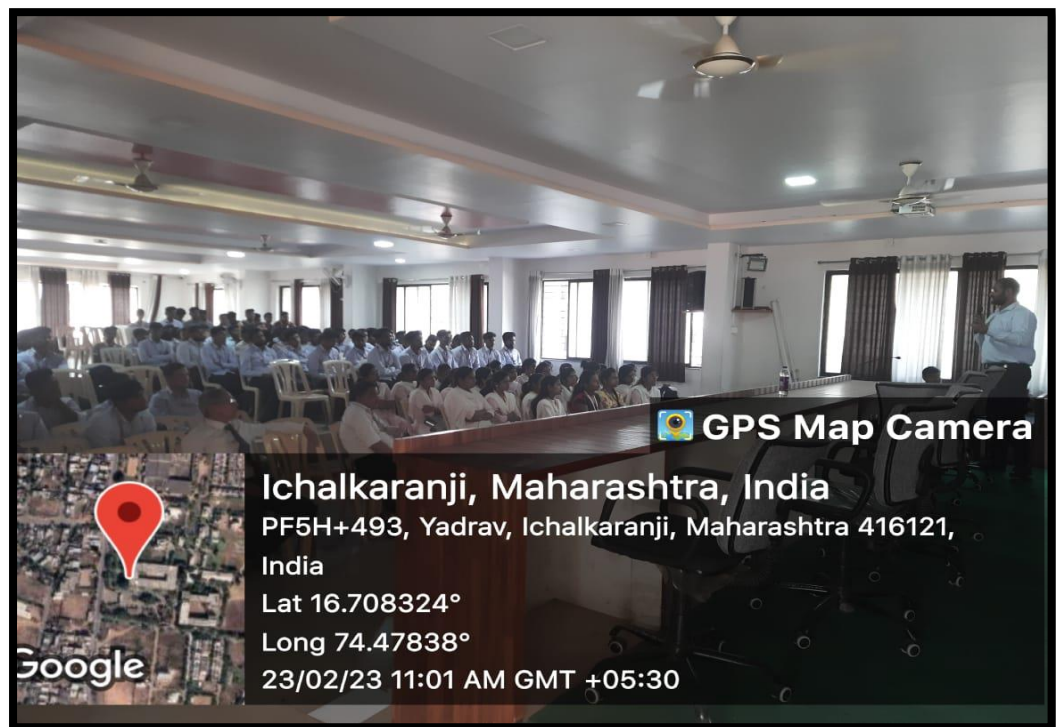 GPS Map Camera
Ichalkaranji, Maharashtra, India
PF5H+493, Yadrav, Ichalkaranji, Maharashtra 416121,
India
Lat 16.708324°
Long 74.47838°
23/02/23 11:01 AM GMT +05:30
Google